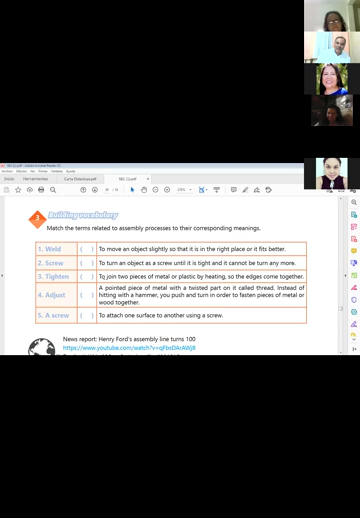 Inicio Herramientas Carta Didactica.pdf
3 Building vocabulary
Match the terms related to assembly processes to their corresponding meanings.
1. Weld ( ) To move an object slightly so that it is in the right place or it fits better.
2. Screw ( ) To turn an object as a screw until it is tight and it cannot be turn any more.
3. Tighten ( ) To join two pieces of metal or plastic by heating, so the edges come together.
4. Adjust ( ) A pointed piece of metal with a twisted part on it called thread. Instead of
hitting with a hammer, you push and turn in order to fasten pieces of metal or
wood together.
5. A screw ( ) To attach one surface to another using a screw.
News report: Henry Ford's assembly line turns 100